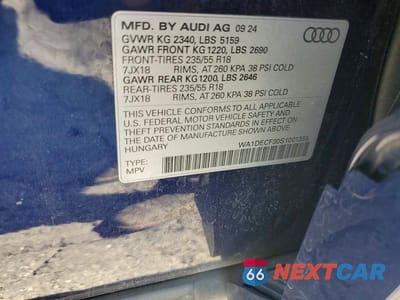 MFD. BY AUDI AG 09 24
GVWR KG 2340, LBS 5159
GAWR FRONT KG1220, LBS 2690
FRONT-TIRES 235/55 R18
7JX18 RIMS, AT 260 KPA 38 PSI COLD
GAWR REAR KG1200, LBS 2646
REAR-TIRES 235/55 R18
7JX18 RIMS, AT 260 KPA 38 PSI COLD
THIS VEHICLE CONFORMS TO ALL APPLICABLE
U.S. FEDERAL MOTOR VEHICLE SAFETY AND
THEFT PREVENTION STANDARDS IN EFFECT ON
THE DATE OF MANUFACTURE SHOWN ABOVE
HUNGARY
TYPE:
MPV
66 NEXTCAR